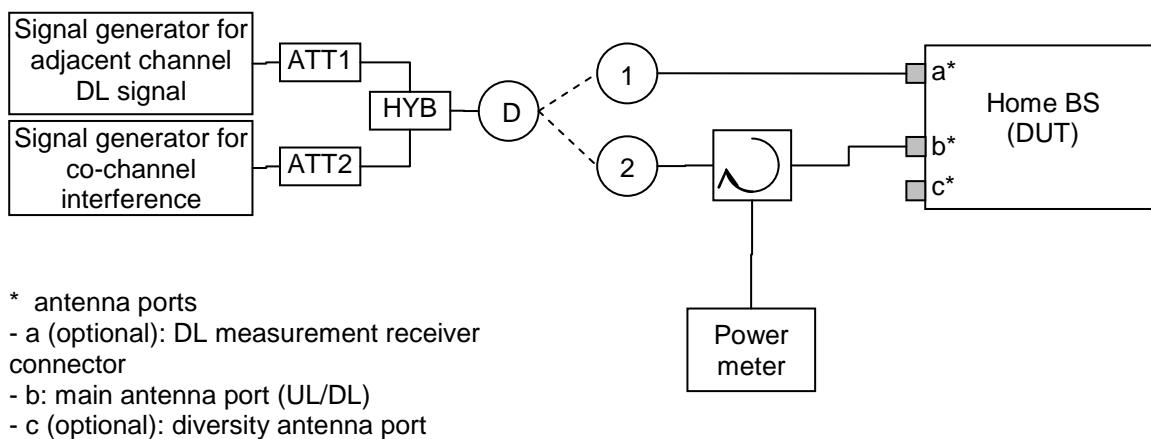 Signal generator for
adjacent channel
DL signal
ATT1
HYB
D
1
2
a*
b*
c*
Home BS
(DUT)
Signal generator for
co-channel
interference
ATT2
Power
meter
* antenna ports
- a (optional): DL measurement receiver
connector
- b: main antenna port (UL/DL)
- c (optional): diversity antenna port